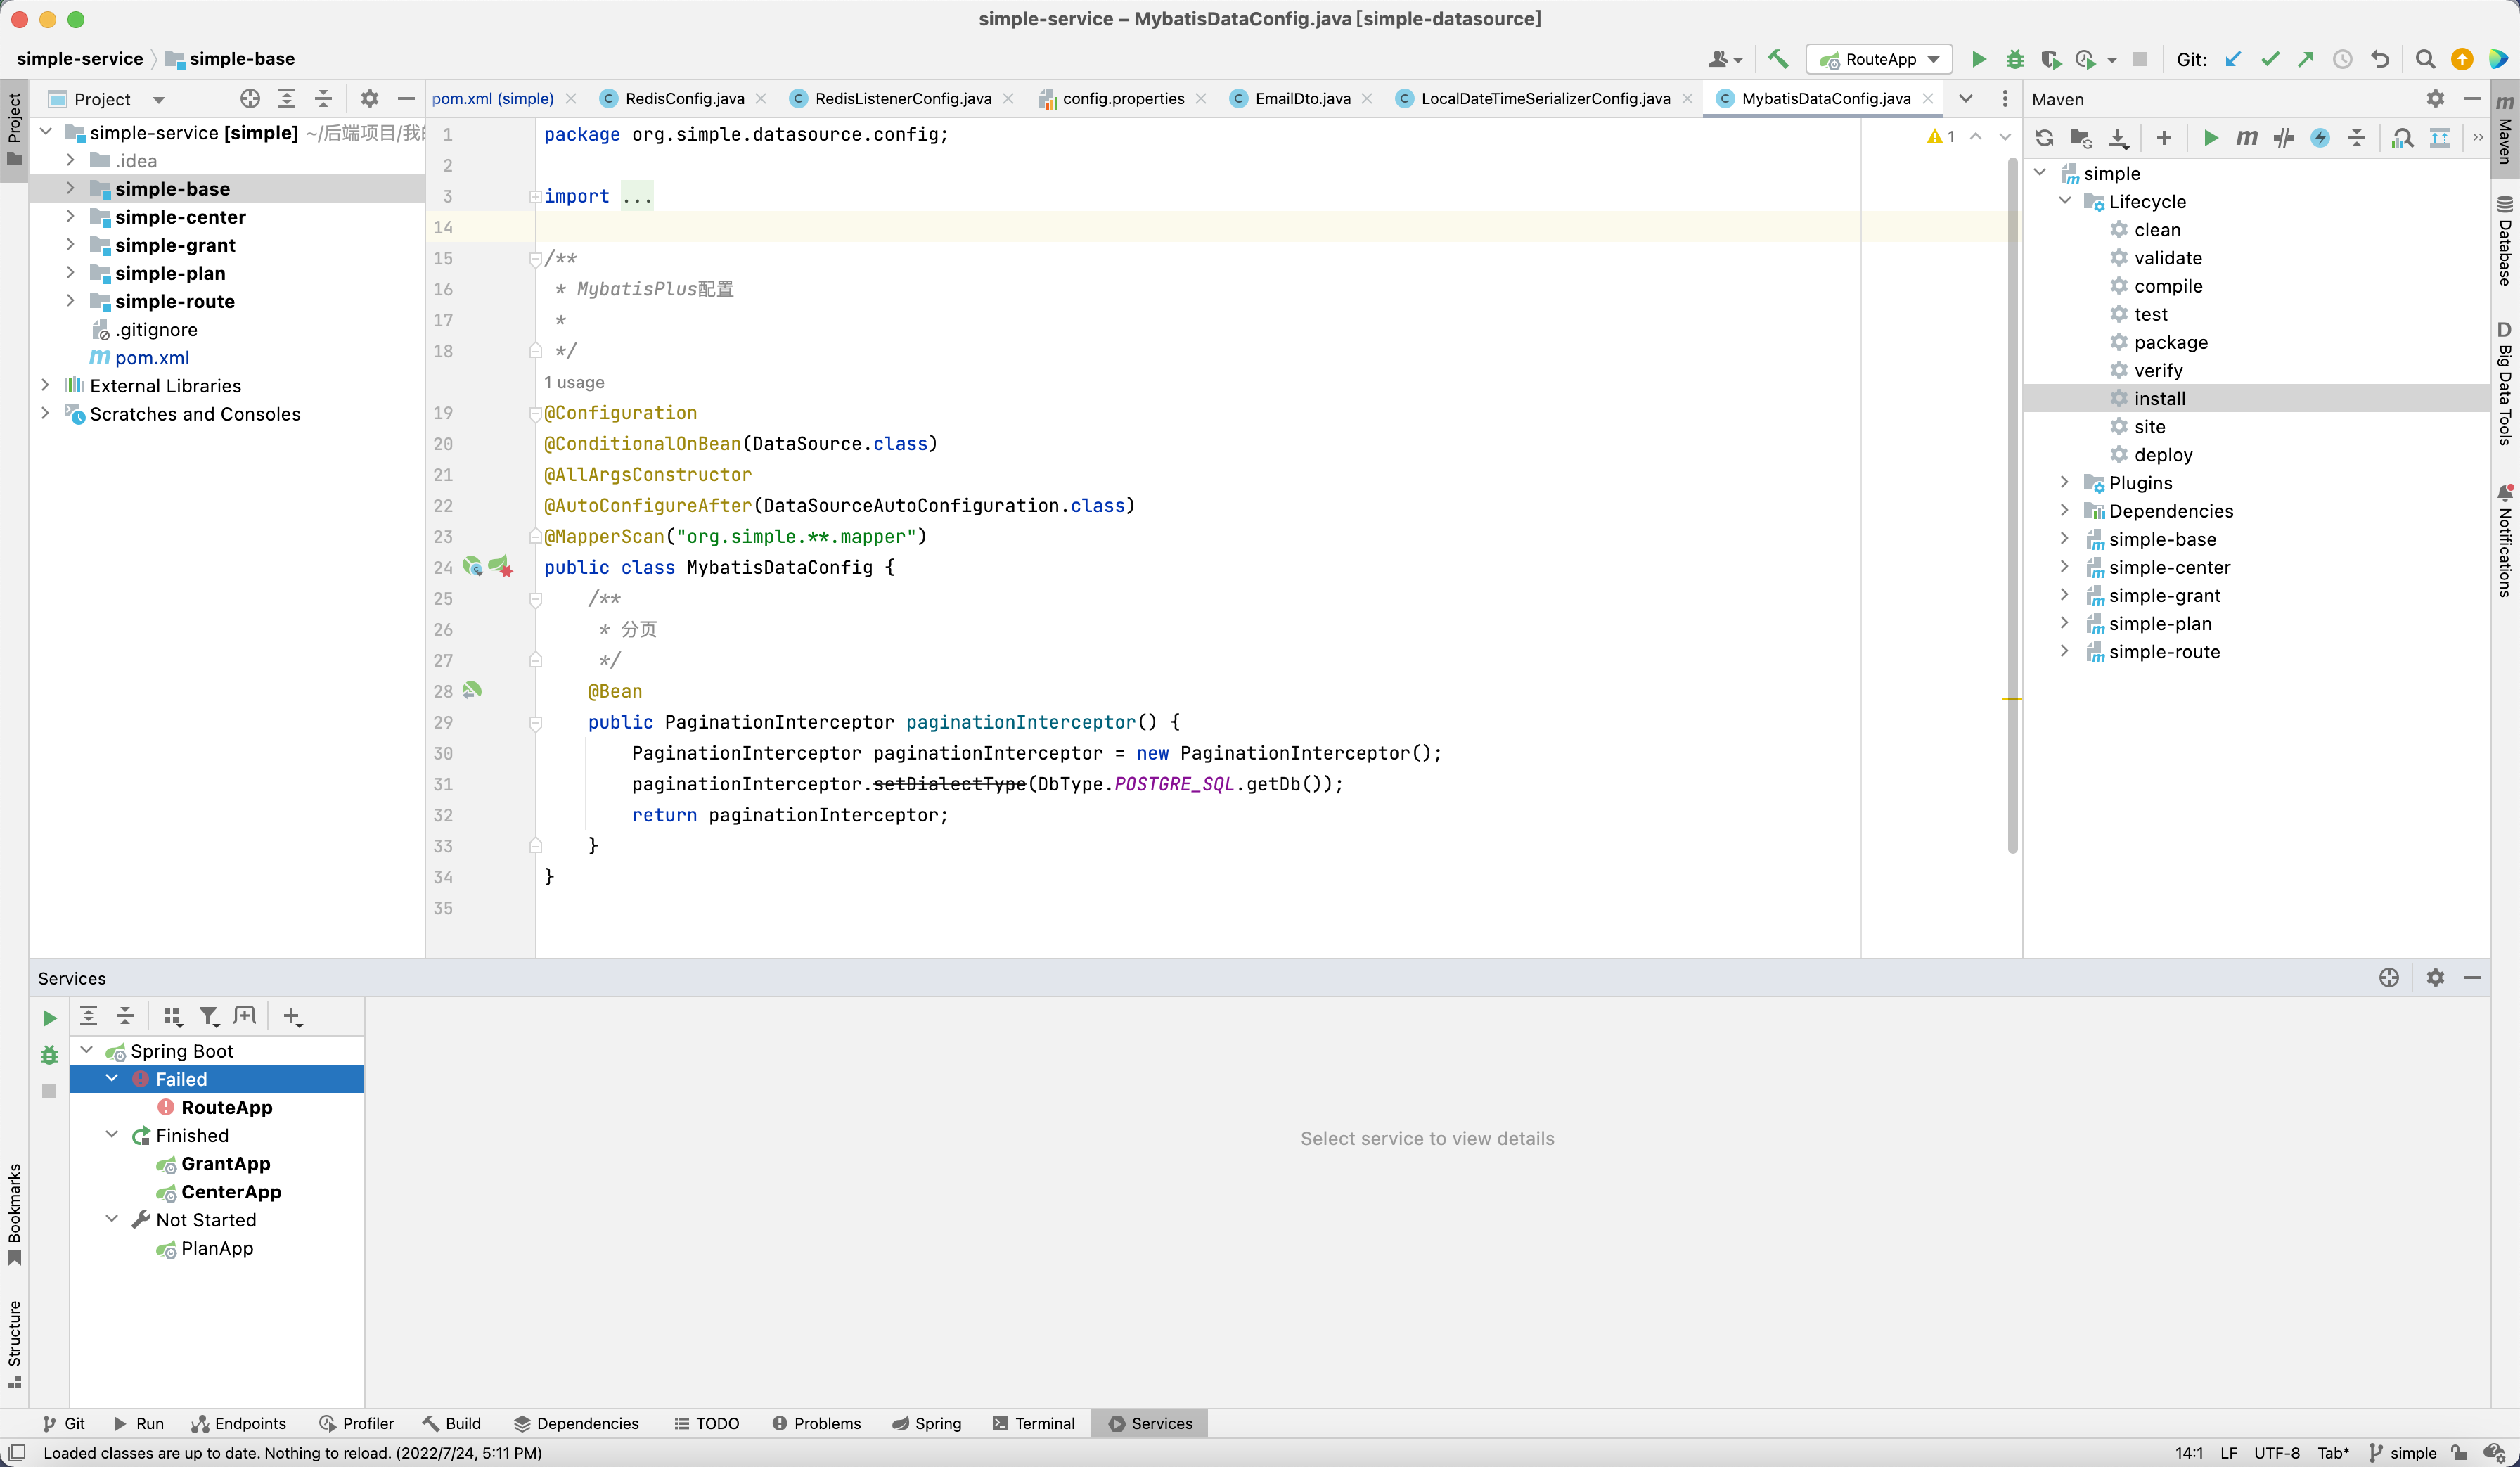 simple-service – MybatisDataConfig.java [simple-datasource]
simple-service
simple-base
RouteApp
Git:
Project
Project
pom.xml (simple)
RedisConfig.java
RedisListenerConfig.java
config.properties
EmailDto.java
LocalDateTimeSerializerConfig.java
MybatisDataConfig.java
Maven
simple-service [simple] ~/后端项目/我
.idea
simple-base
simple-center
simple-grant
simple-plan
simple-route
.gitignore
pom.xml
External Libraries
Scratches and Consoles
1 package org.simple.datasource.config;
2
3 import ...
14
15 /**
16 * MybatisPlus配置
17 *
18 */
1 usage
19 @Configuration
20 @ConditionalOnBean(DataSource.class)
21 @AllArgsConstructor
22 @AutoConfigureAfter(DataSourceAutoConfiguration.class)
23 @MapperScan("org.simple.**.mapper")
24 public class MybatisDataConfig {
25 /**
26 * 分页
27 */
28 @Bean
29 public PaginationInterceptor paginationInterceptor() {
30 PaginationInterceptor paginationInterceptor = new PaginationInterceptor();
31 paginationInterceptor.setDialectType(DbType.POSTGRE_SQL.getDb());
32 return paginationInterceptor;
33 }
34 }
35
1
simple
Lifecycle
clean
validate
compile
test
package
verify
install
site
deploy
Plugins
Dependencies
simple-base
simple-center
simple-grant
simple-plan
simple-route
Maven
Database
D Big Data Tools
Notifications
Services
Spring Boot
Failed
RouteApp
Finished
GrantApp
CenterApp
Not Started
PlanApp
Select service to view details
Bookmarks
Structure
Git
Run
Endpoints
Profiler
Build
Dependencies
TODO
Problems
Spring
Terminal
Services
Loaded classes are up to date. Nothing to reload. (2022/7/24, 5:11 PM)
14:1 LF UTF-8 Tab* simple